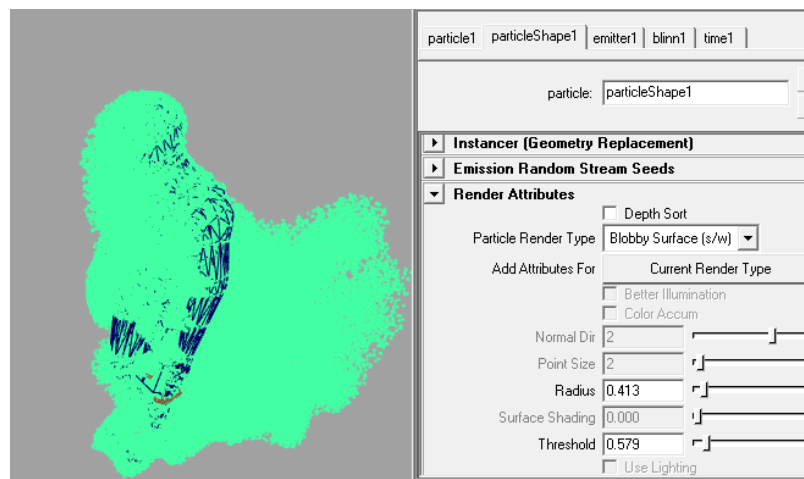 particle1 particleShape1 emitter1 blinn1 time1
particle: particleShape1
Instancer (Geometry Replacement)
Emission Random Stream Seeds
Render Attributes
Depth Sort
Particle Render Type Blobby Surface (s/w)
Add Attributes For Current Render Type
Better Illumination
Color Accum
Normal Dir 2
Point Size 2
Radius 0.413
Surface Shading 0.000
Threshold 0.579
Use Lighting